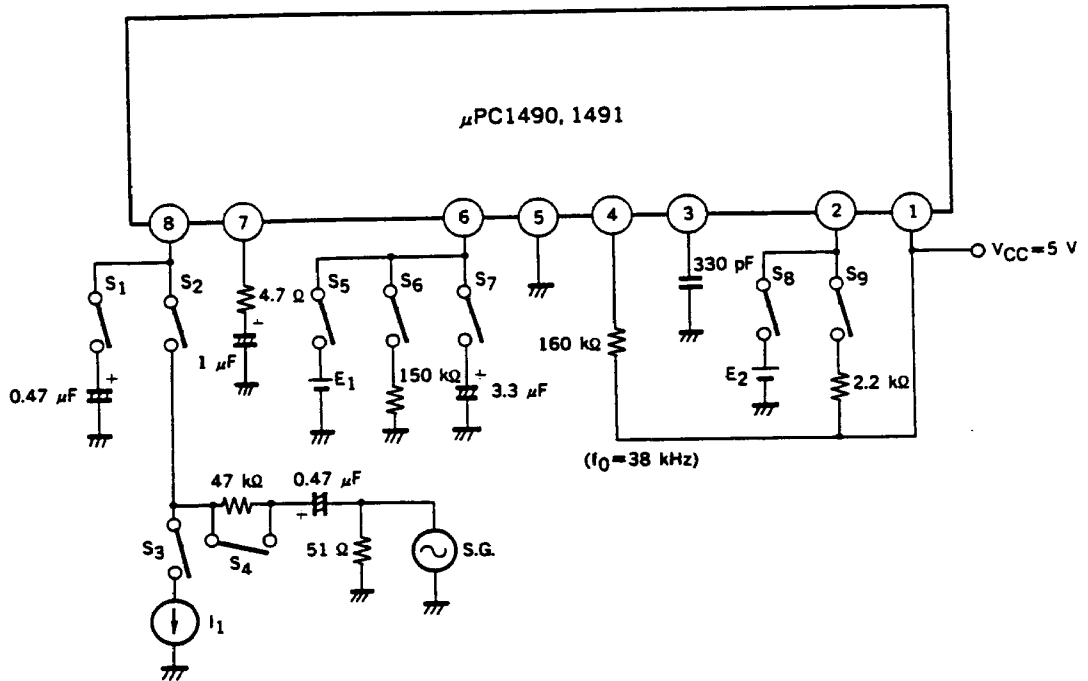 μPC1490, 1491
8 7 6 5 4 3 2 1
VCC=5 V
S1 S2 S5 S6 S7 330 pF S8 S9
4.7 Ω
+ + +
1 μF 160 kΩ
0.47 μF E1 150 kΩ 3.3 μF E2 2.2 kΩ
(f0=38 kHz)
47 kΩ 0.47 μF
+
S3 S4 51 Ω S.G.
I1